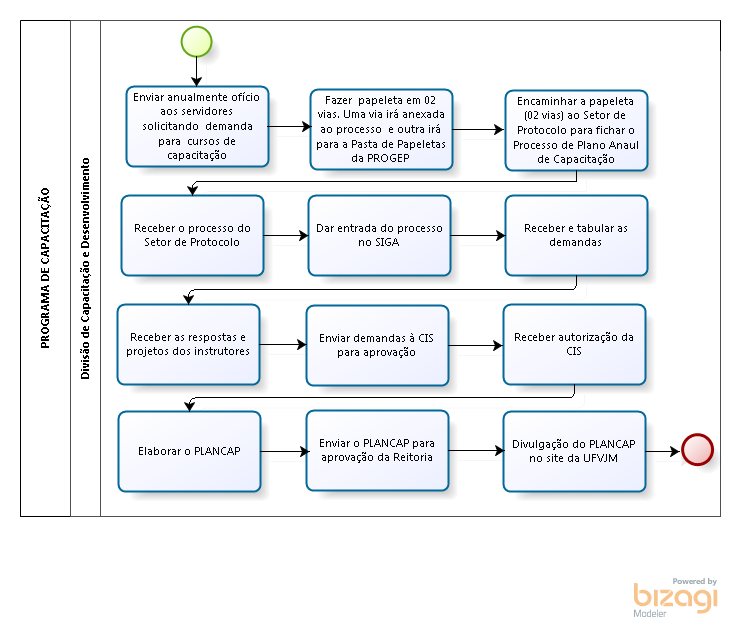 PROGRAMA DE CAPACITAÇÃO
Divisão de Capacitação e Desenvolvimento
Enviar anualmente ofício
aos servidores
solicitando demanda
para cursos de
capacitação
Fazer papeleta em 02
vias. Uma via irá anexada
ao processo e outra irá
para a Pasta de Papeletas
da PROGEP
Encaminhar a papeleta
(02 vias) ao Setor de
Protocolo para fichar o
Processo de Plano Anaul
de Capacitação
Receber o processo do
Setor de Protocolo
Dar entrada do processo
no SIGA
Receber e tabular as
demandas
Receber as respostas e
projetos dos instrutores
Enviar demandas à CIS
para aprovação
Receber autorização da
CIS
Elaborar o PLANCAP
Enviar o PLANCAP para
aprovação da Reitoria
Divulgação do PLANCAP
no site da UFVJM
Powered by
bizagi
Modeler